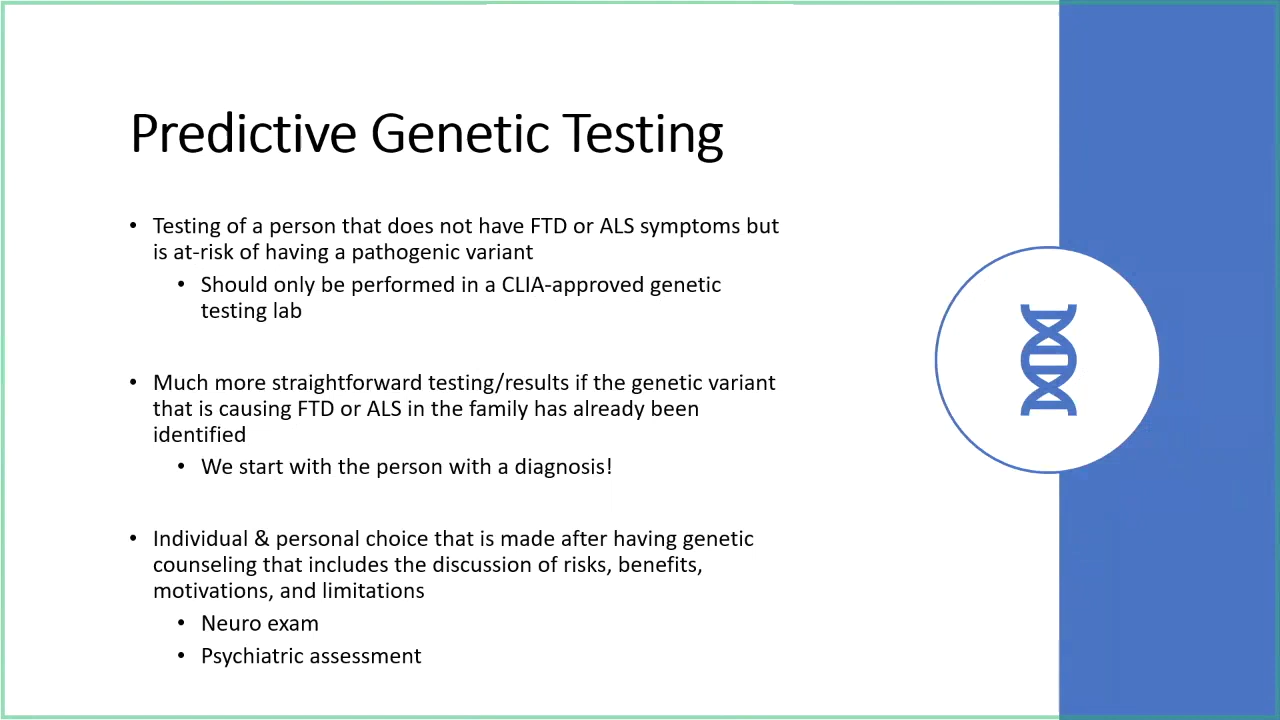 Predictive Genetic Testing
• Testing of a person that does not have FTD or ALS symptoms but
is at-risk of having a pathogenic variant
• Should only be performed in a CLIA-approved genetic
testing lab
• Much more straightforward testing/results if the genetic variant
that is causing FTD or ALS in the family has already been
identified
• We start with the person with a diagnosis!
• Individual & personal choice that is made after having genetic
counseling that includes the discussion of risks, benefits,
motivations, and limitations
• Neuro exam
• Psychiatric assessment